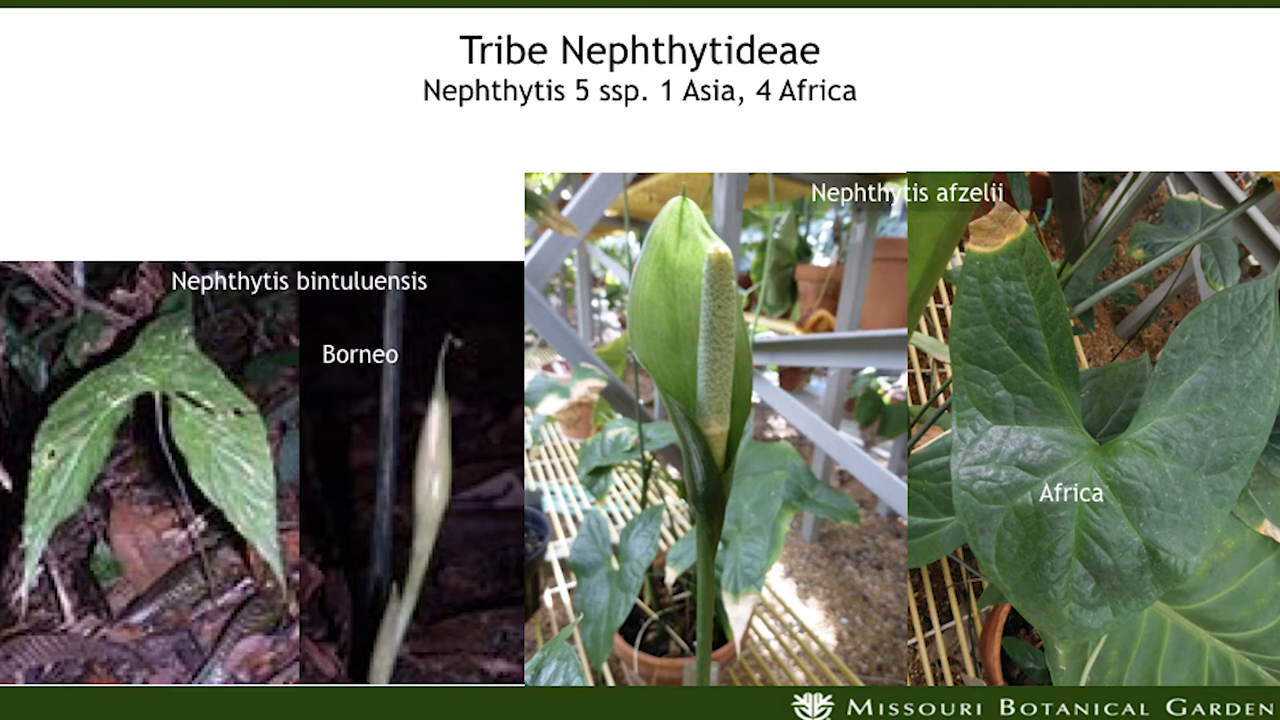 Tribe Nephthytideae
Nephthytis 5 ssp. 1 Asia, 4 Africa
Nephthytis afzelii
Nephthytis bintuluensis
Borneo
Africa
MISSOURI BOTANICAL GARDEN